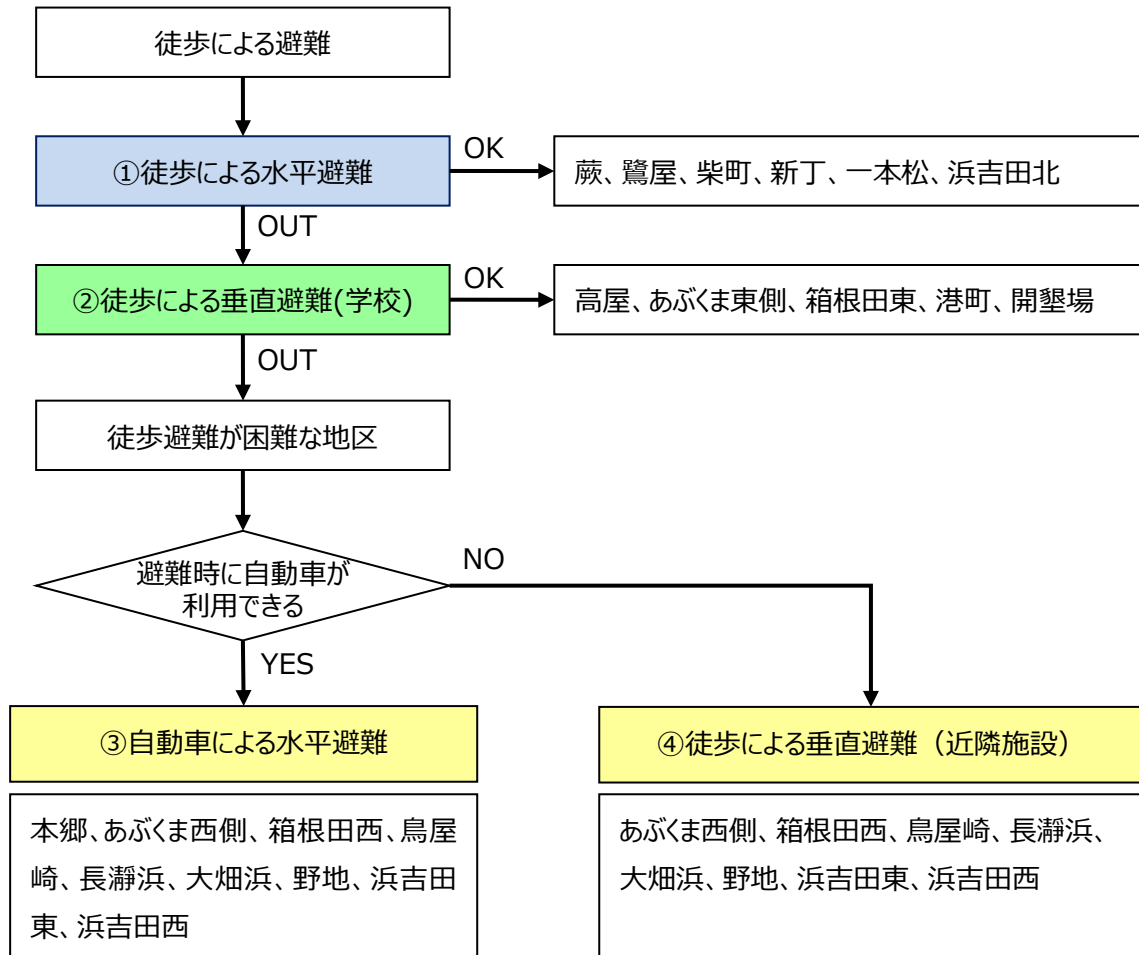 徒歩による避難
①徒歩による水平避難
OK
蕨、鷺屋、柴町、新丁、一本松、浜吉田北
OUT
②徒歩による垂直避難(学校)
OK
高屋、あぶくま東側、箱根田東、港町、開墾場
OUT
徒歩避難が困難な地区
避難時に自動車が
利用できる
NO
YES
③自動車による水平避難
④徒歩による垂直避難（近隣施設）
本郷、あぶくま西側、箱根田西、鳥屋
崎、長瀞浜、大畑浜、野地、浜吉田
東、浜吉田西
あぶくま西側、箱根田西、鳥屋崎、長瀞浜、
大畑浜、野地、浜吉田東、浜吉田西